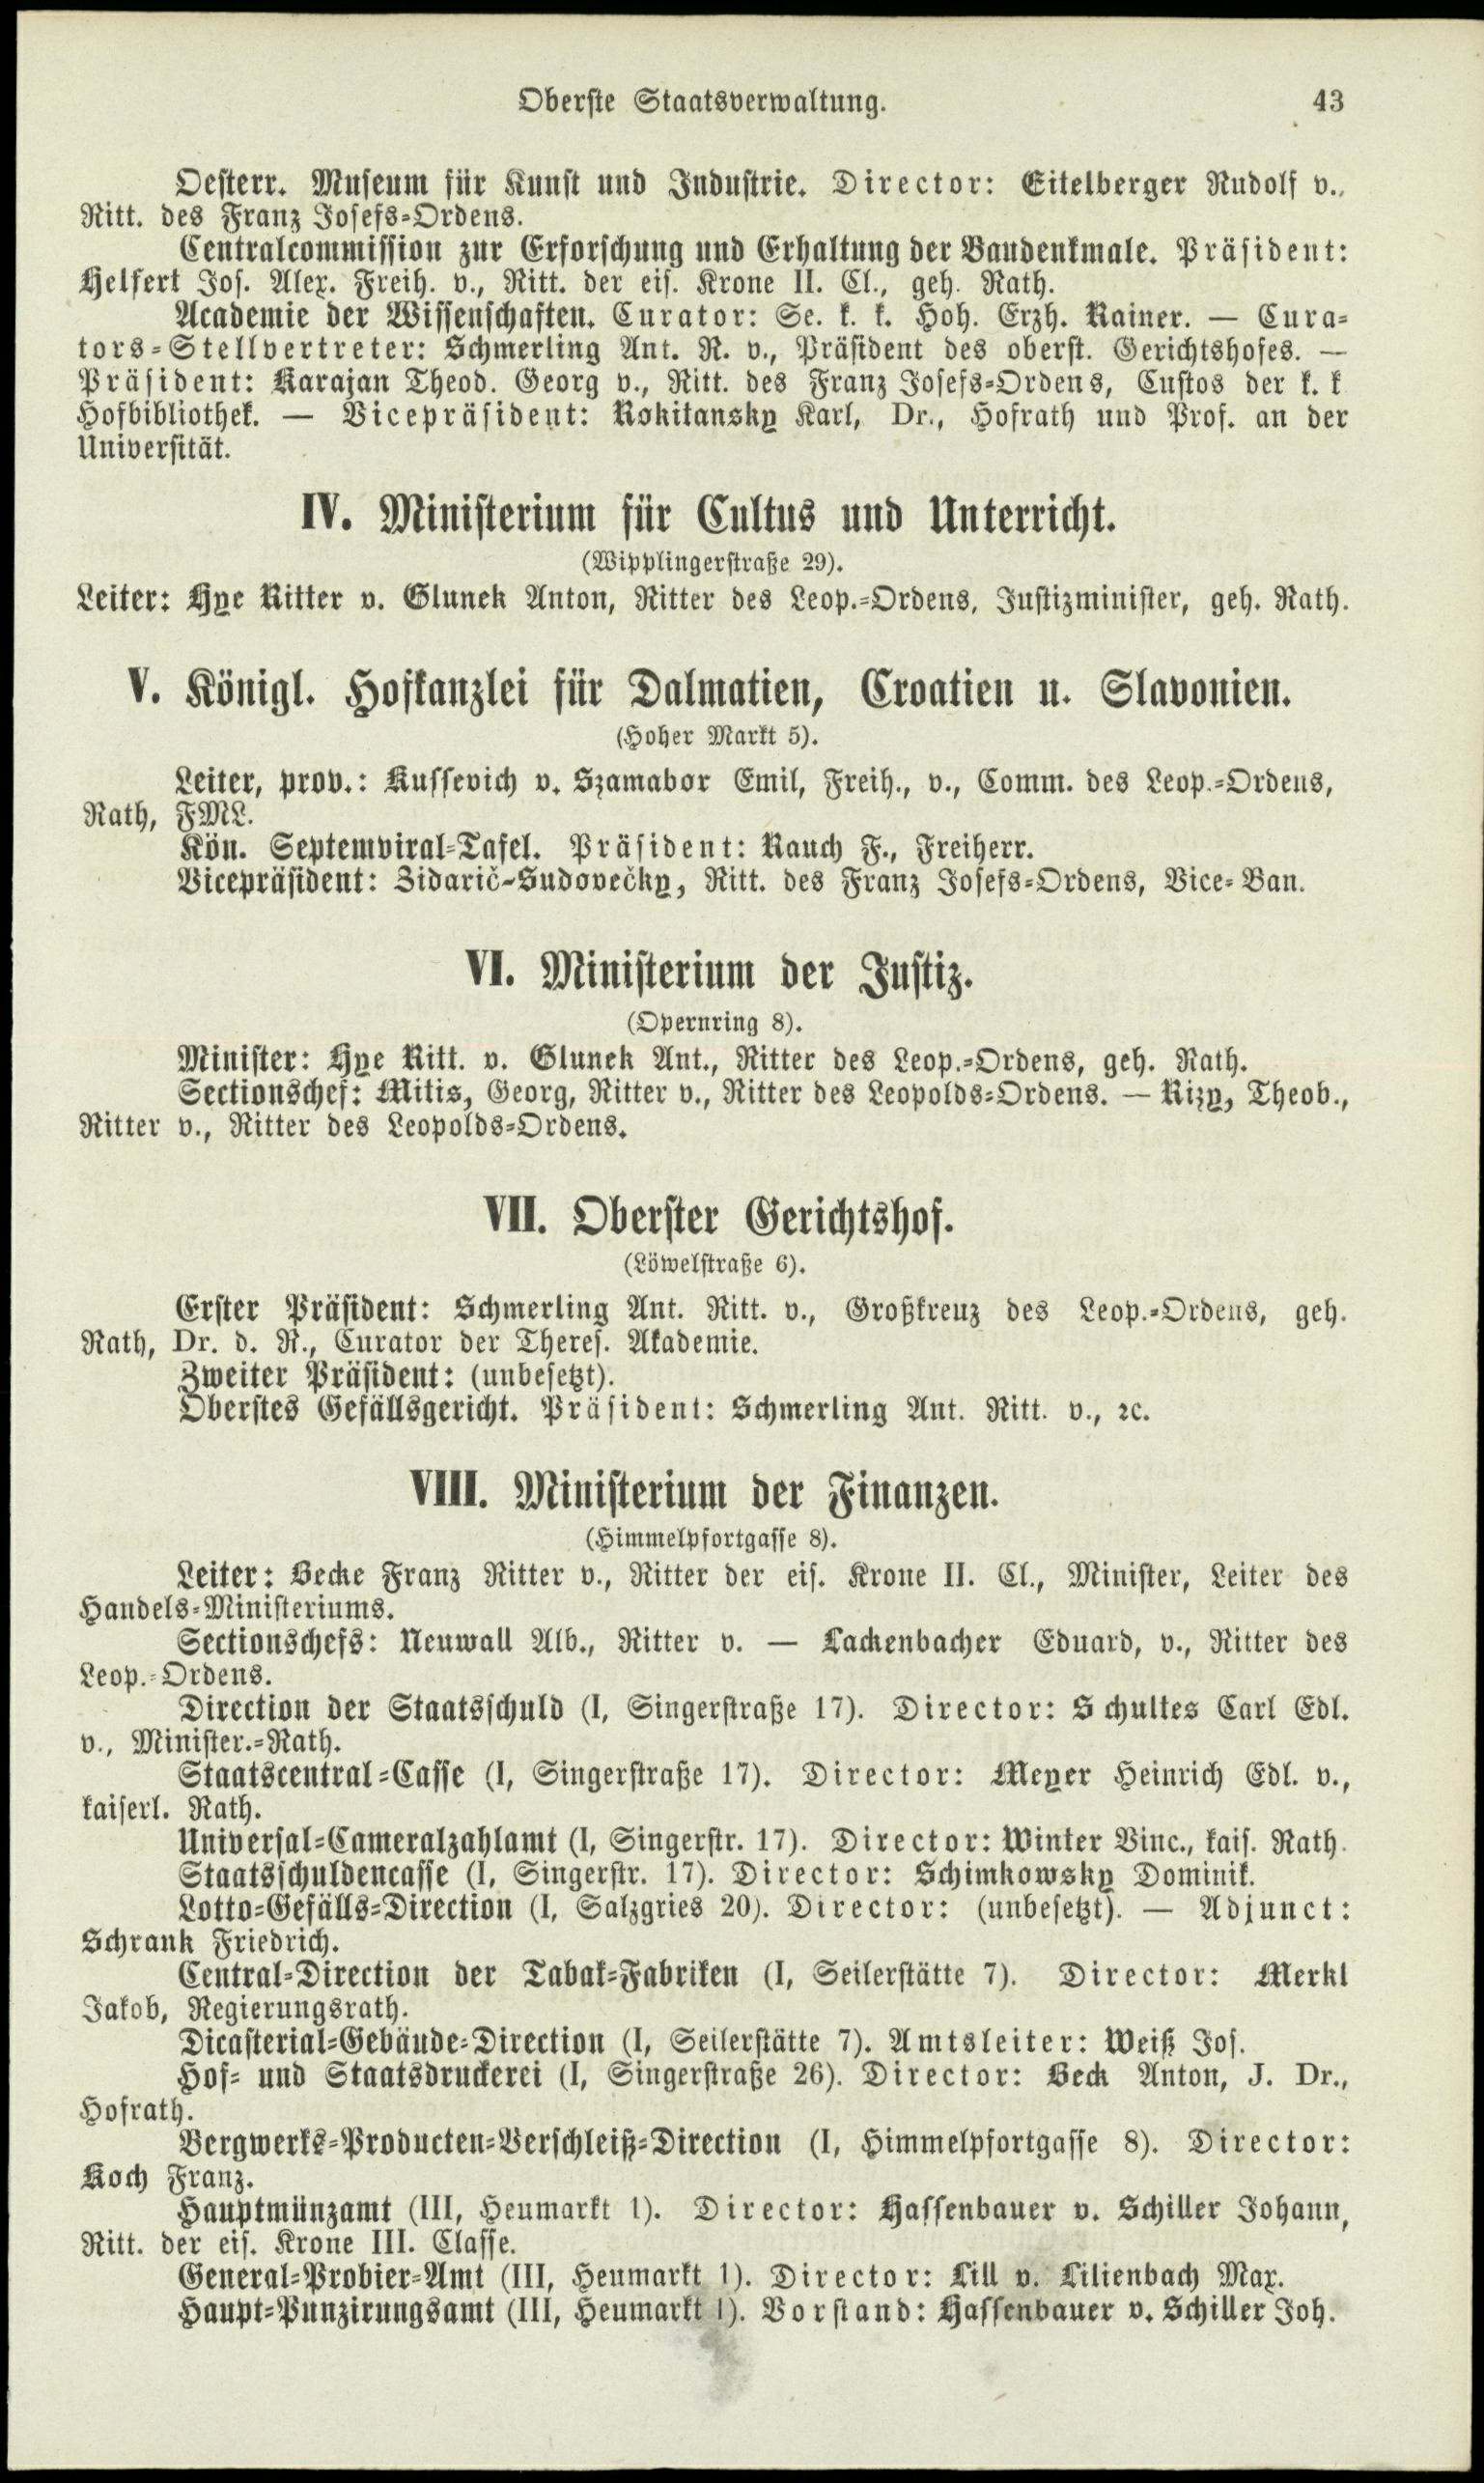 Oberste Staatsverwaltung. 43
Oesterr. Museum für Kunst und Industrie. Director: Eitelberger Rudolf v.,
Ritt. des Franz Josefs-Ordens.
Centralcommission zur Erforschung und Erhaltung der Baudenkmale. Präsident:
Helfert Jos. Alex. Freih. v., Ritt. der eis. Krone II. Cl., geh. Rath.
Academie der Wissenschaften. Curator: Se. k. k. Hoh. Erzh. Rainer. — Cura-
tors-Stellvertreter: Schmerling Ant. R. v., Präsident des oberst. Gerichtshofes. —
Präsident: Karajan Theod. Georg v., Ritt. des Franz Josefs-Ordens, Custos der k. k
Hofbibliothek. — Vicepräsident: Rokitansky Karl, Dr., Hofrath und Prof. an der
Universität.
IV. Ministerium für Cultus und Unterricht.
(Wipplingerstraße 29).
Leiter: Hye Ritter v. Glunek Anton, Ritter des Leop.-Ordens, Justizminister, geh. Rath.
V. Königl. Hofkanzlei für Dalmatien, Croatien u. Slavonien.
(Hoher Markt 5).
Leiter, prov.: Kussevich v. Szamabor Emil, Freih., v., Comm. des Leop.-Ordens,
Rath, FML.
Kön. Septemviral-Tafel. Präsident: Rauch F., Freiherr.
Vicepräsident: Zidarič-Sudovečky, Ritt. des Franz Josefs-Ordens, Vice-Ban.
VI. Ministerium der Justiz.
(Opernring 8).
Minister: Hye Ritt. v. Glunek Ant., Ritter des Leop.-Ordens, geh. Rath.
Sectionschef: Mitis, Georg, Ritter v., Ritter des Leopolds-Ordens. — Rizy, Theob.,
Ritter v., Ritter des Leopolds-Ordens.
VII. Oberster Gerichtshof.
(Löwelstraße 6).
Erster Präsident: Schmerling Ant. Ritt. v., Großkreuz des Leop.-Ordens, geh.
Rath, Dr. d. R., Curator der Theres. Akademie.
Zweiter Präsident: (unbesetzt).
Oberstes Gefällsgericht. Präsident: Schmerling Ant. Ritt. v., ꝛc.
VIII. Ministerium der Finanzen.
(Himmelpfortgasse 8).
Leiter: Becke Franz Ritter v., Ritter der eis. Krone II. Cl., Minister, Leiter des
Handels-Ministeriums.
Sectionschefs: Neuwall Alb., Ritter v. — Lackenbacher Eduard, v., Ritter des
Leop.-Ordens.
Direction der Staatsschuld (I, Singerstraße 17). Director: Schultes Carl Edl.
v., Minister.-Rath.
Staatscentral-Casse (I, Singerstraße 17). Director: Meyer Heinrich Edl. v.,
kaiserl. Rath.
Universal-Cameralzahlamt (I, Singerstr. 17). Director: Winter Vinc., kais. Rath.
Staatsschuldencasse (I, Singerstr. 17). Director: Schimkowsky Dominik.
Lotto-Gefälls-Direction (I, Salzgries 20). Director: (unbesetzt). — Adjunct:
Schrank Friedrich.
Central-Direction der Tabak-Fabriken (I, Seilerstätte 7). Director: Merkl
Jakob, Regierungsrath.
Dicasterial-Gebäude-Direction (I, Seilerstätte 7). Amtsleiter: Weiß Jos.
Hof- und Staatsdruckerei (I, Singerstraße 26). Director: Beck Anton, J. Dr.,
Hofrath.
Bergwerks-Producten-Verschleiß-Direction (I, Himmelpfortgasse 8). Director:
Koch Franz.
Hauptmünzamt (III, Heumarkt 1). Director: Hassenbauer v. Schiller Johann,
Ritt. der eis. Krone III. Classe.
General-Probier-Amt (III, Heumarkt 1). Director: Lill v. Lilienbach Max.
Haupt-Punzirungsamt (III, Heumarkt 1). Vorstand: Hassenbauer v. Schiller Joh.